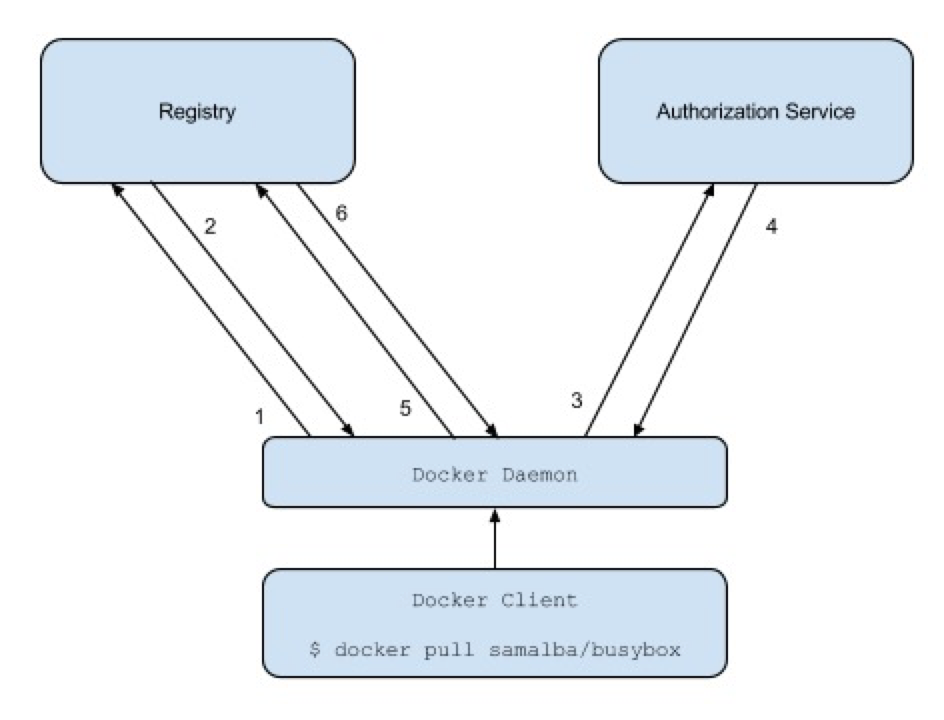 Registry
Authorization Service
6
2
4
1
5
3
Docker Daemon
Docker Client
$ docker pull samalba/busybox